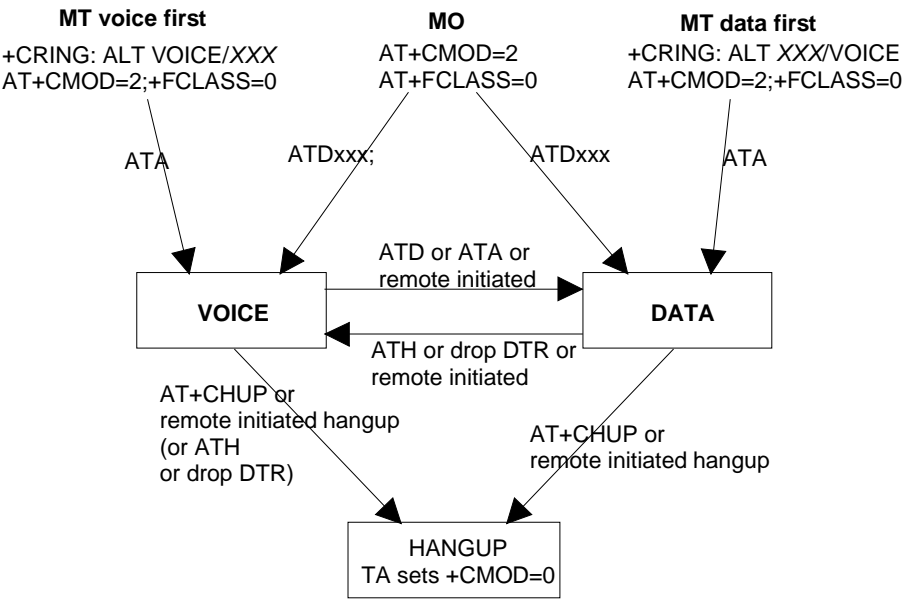 MT voice first
+CRING: ALT VOICE/XXX
AT+CMOD=2;+FCLASS=0
MO
AT+CMOD=2
AT+FCLASS=0
MT data first
+CRING: ALT XXX/VOICE
AT+CMOD=2;+FCLASS=0
ATA
ATDxxx;
ATDxxx
ATA
ATD or ATA or
remote initiated
VOICE
DATA
ATH or drop DTR or
remote initiated
AT+CHUP or
remote initiated hangup
(or ATH
or drop DTR)
AT+CHUP or
remote initiated hangup
HANGUP
TA sets +CMOD=0